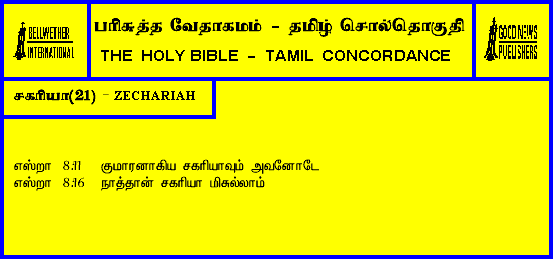 BELLWETHER
INTERNATIONAL
பரிசுத்த வேதாகமம் - தமிழ் சொல்தொகுதி
THE HOLY BIBLE - TAMIL CONCORDANCE
GOOD NEWS
PUBLISHERS
சகரியா(21) - ZECHARIAH
எஸ்றா 8:11 குமாரனாகிய சகரியாவும் அவனோடே
எஸ்றா 8:16 நாத்தான் சகரியா மிசுல்லாம்